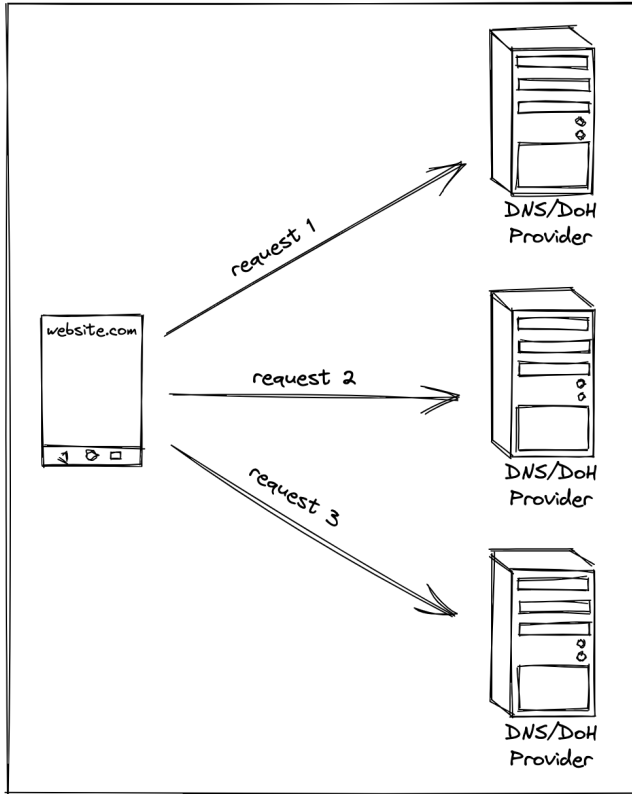 DNS/DoH
Provider
request 1
website.com
request 2
DNS/DoH
Provider
request 3
DNS/DoH
Provider